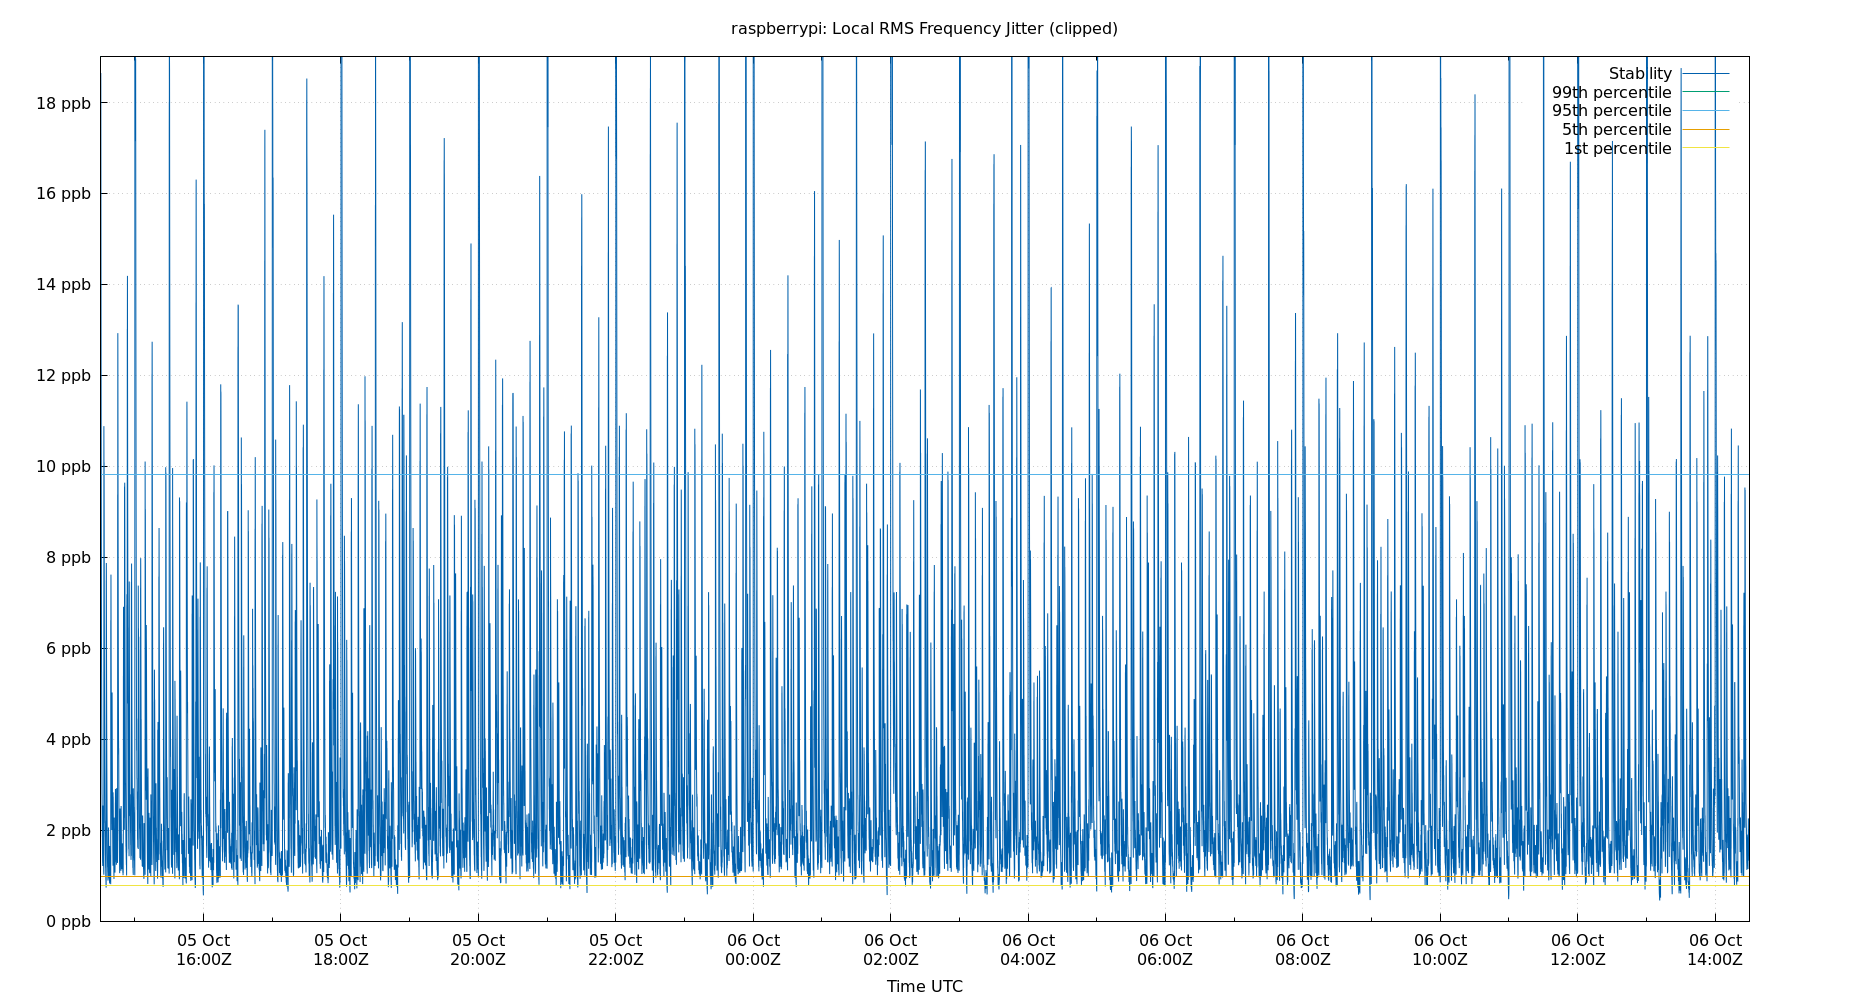 raspberrypi: Local RMS Frequency Jitter (clipped)
Stability
99th percentile
95th percentile
5th percentile
1st percentile
18 ppb
16 ppb
14 ppb
12 ppb
10 ppb
8 ppb
6 ppb
4 ppb
2 ppb
0 ppb
05 Oct 05 Oct 05 Oct 05 Oct 06 Oct 06 Oct 06 Oct 06 Oct 06 Oct 06 Oct 06 Oct 06 Oct
16:00Z 18:00Z 20:00Z 22:00Z 00:00Z 02:00Z 04:00Z 06:00Z 08:00Z 10:00Z 12:00Z 14:00Z
Time UTC